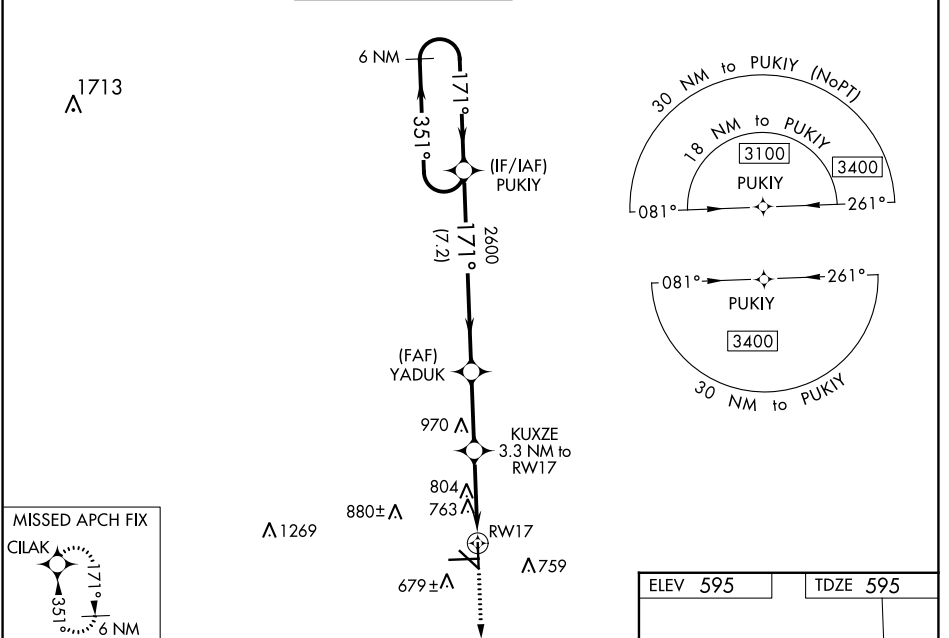 1713
6 NM
171°
351°
(IF/IAF)
PUKIY
2600
171°
(7.2)
(FAF)
YADUK
970
KUXZE
3.3 NM to
RW17
804
763
880±
1269
RW17
759
679±
30 NM to PUKIY (NoPT)
18 NM to PUKIY
3100
3400
PUKIY
081°
261°
081°
261°
PUKIY
3400
30 NM to PUKIY
MISSED APCH FIX
CILAK
171°
351°
6 NM
ELEV 595
TDZE 595